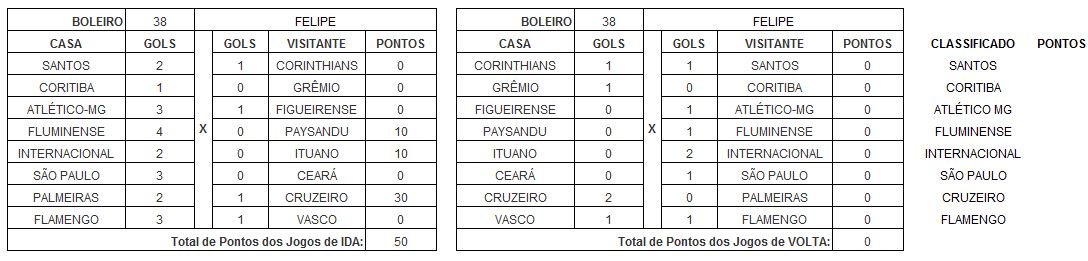 BOLEIRO 38 FELIPE BOLEIRO 38 FELIPE
CASA GOLS X GOLS VISITANTE PONTOS CASA GOLS X GOLS VISITANTE PONTOS CLASSIFICADO PONTOS
SANTOS 2 1 CORINTHIANS 0 CORINTHIANS 1 1 SANTOS 0 SANTOS
CORITIBA 1 0 GRÊMIO 0 GRÊMIO 1 0 CORITIBA 0 CORITIBA
ATLÉTICO-MG 3 1 FIGUEIRENSE 0 FIGUEIRENSE 0 1 ATLÉTICO-MG 0 ATLÉTICO MG
FLUMINENSE 4 0 PAYSANDU 10 PAYSANDU 0 1 FLUMINENSE 0 FLUMINENSE
INTERNACIONAL 2 0 ITUANO 10 ITUANO 0 2 INTERNACIONAL 0 INTERNACIONAL
SÃO PAULO 3 0 CEARÁ 0 CEARÁ 0 1 SÃO PAULO 0 SÃO PAULO
PALMEIRAS 2 1 CRUZEIRO 30 CRUZEIRO 2 0 PALMEIRAS 0 CRUZEIRO
FLAMENGO 3 1 VASCO 0 VASCO 1 1 FLAMENGO 0 FLAMENGO
Total de Pontos dos Jogos de IDA: 50 Total de Pontos dos Jogos de VOLTA: 0